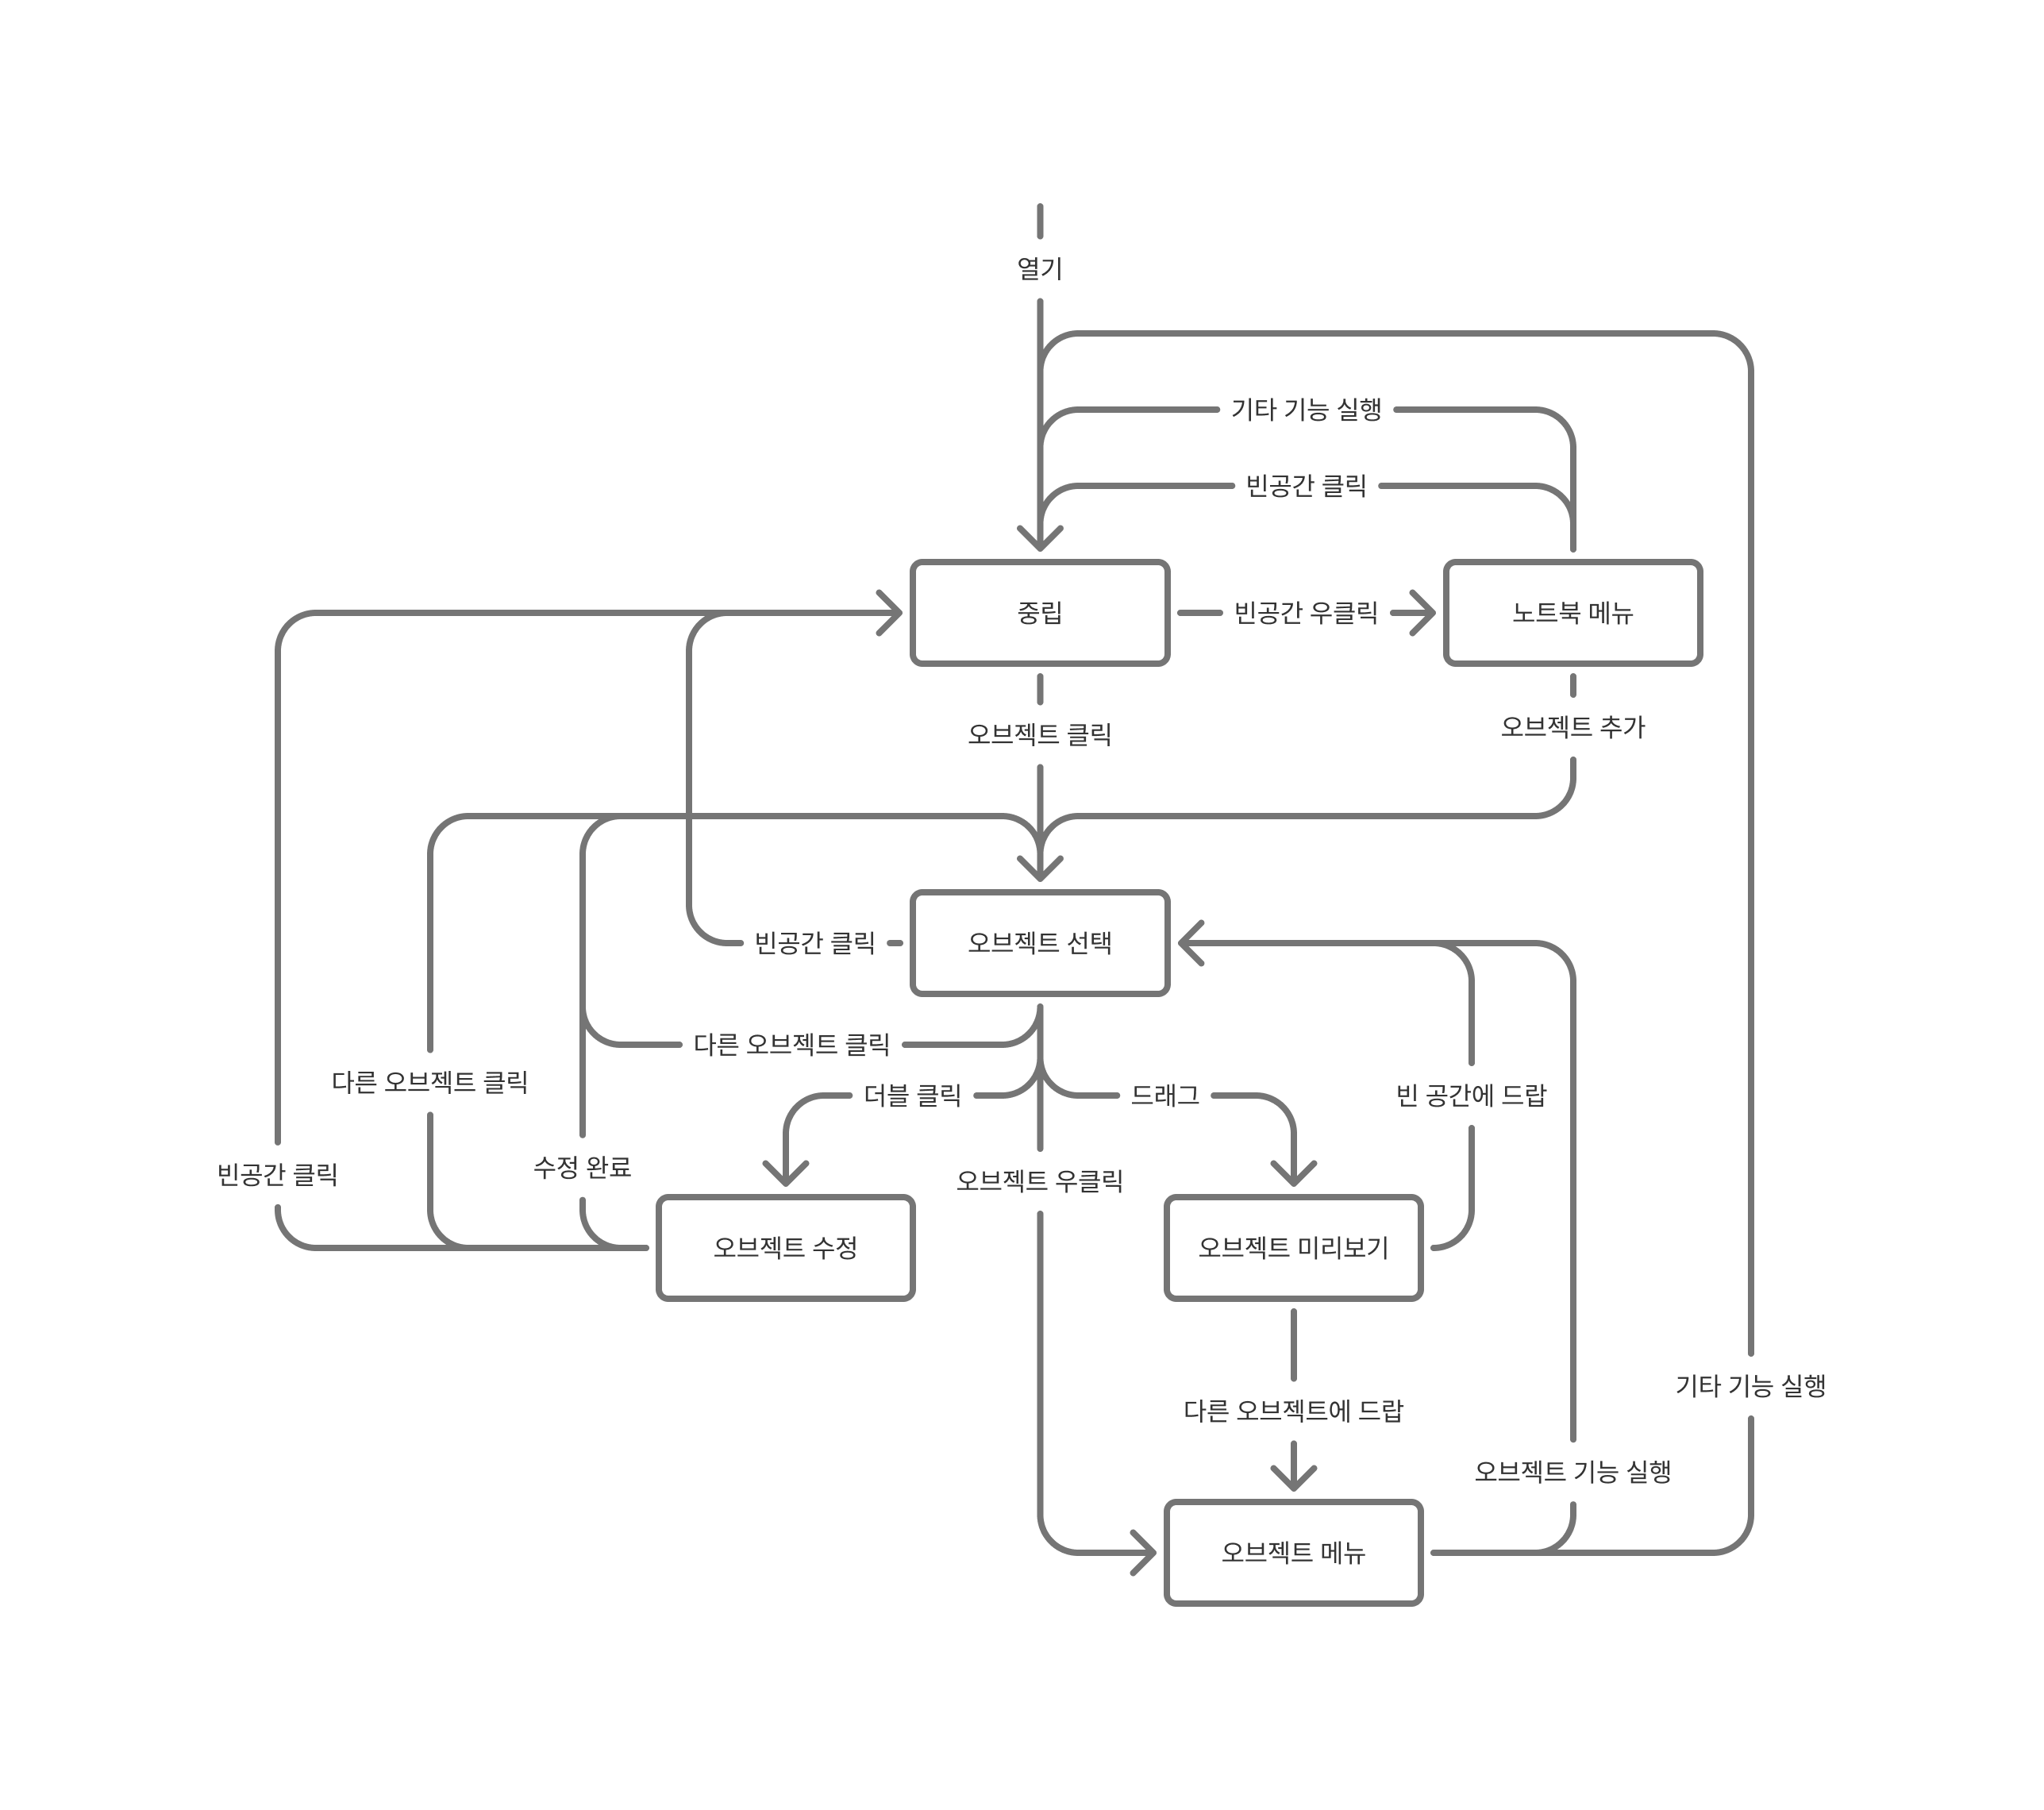 열기
기타 기능 실행
빈공간 클릭
중립
빈공간 우클릭
노트북 메뉴
오브젝트 클릭
오브젝트 추가
빈공간 클릭
오브젝트 선택
다른 오브젝트 클릭
다른 오브젝트 클릭
더블 클릭
드래그
빈 공간에 드랍
빈공간 클릭
수정 완료
오브젝트 우클릭
오브젝트 수정
오브젝트 미리보기
기타 기능 실행
다른 오브젝트에 드랍
오브젝트 기능 실행
오브젝트 메뉴